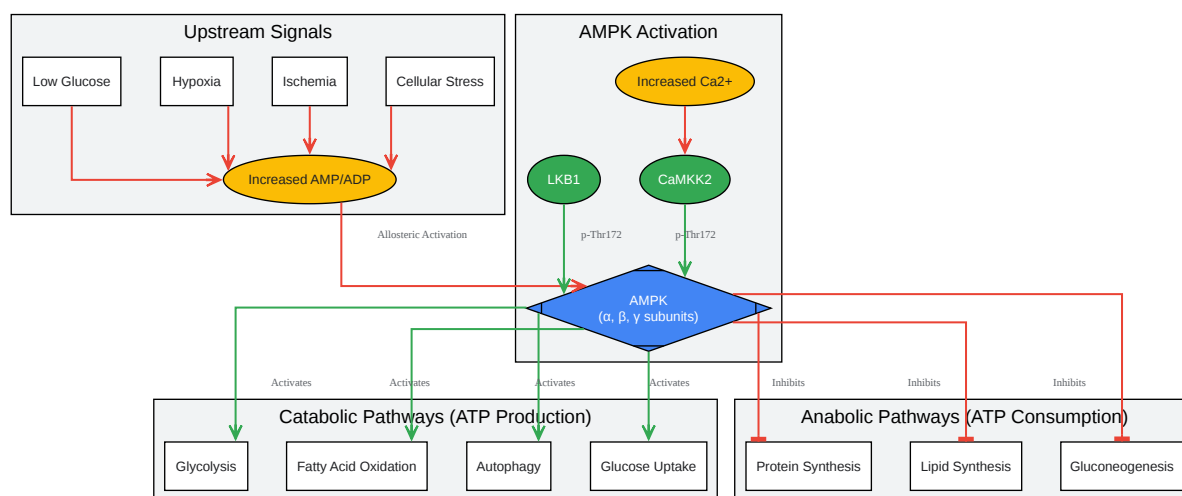 Upstream Signals
AMPK Activation
Low Glucose
Hypoxia
Ischemia
Cellular Stress
Increased Ca2+
Increased AMP/ADP
LKB1
CaMKK2
Allosteric Activation
p-Thr172
p-Thr172
AMPK
(α, β, γ subunits)
Activates
Activates
Activates
Activates
Inhibits
Inhibits
Inhibits
Catabolic Pathways (ATP Production)
Anabolic Pathways (ATP Consumption)
Glycolysis
Fatty Acid Oxidation
Autophagy
Glucose Uptake
Protein Synthesis
Lipid Synthesis
Gluconeogenesis